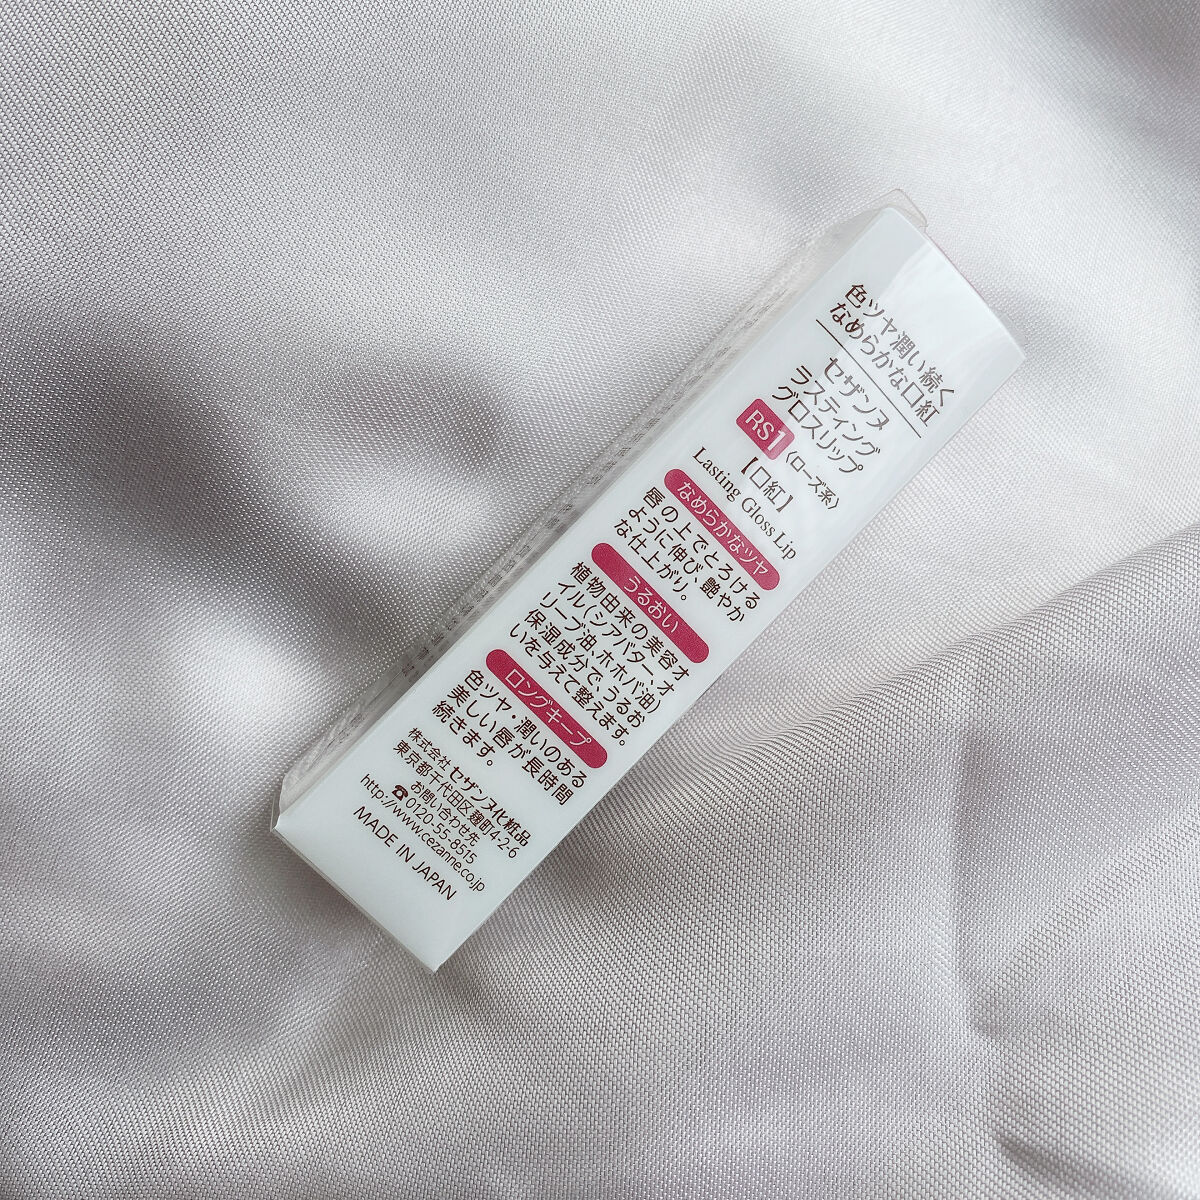 色ツヤ潤い続く
なめらかな口紅
セザンヌ
ラスティング
グロスリップ
RS1 〈ローズ系〉
【口紅】
Lasting Gloss Lip
なめらかなツヤ
唇の上でとろける
ように伸び、艶やか
な仕上がり。
うるおい
植物由来の美容オ
イル(シアバター、オ
リーブ油、ホホバ油)
保湿成分で、うるお
いを与えて整えます。
ロングキープ
色ツヤ・潤いのある
美しい唇が長時間
続きます。
株式会社 セザンヌ化粧品
東京都千代田区麹町4-2-6
お問い合わせ先
☎0120-55-8515
http://www.cezanne.co.jp
MADE IN JAPAN